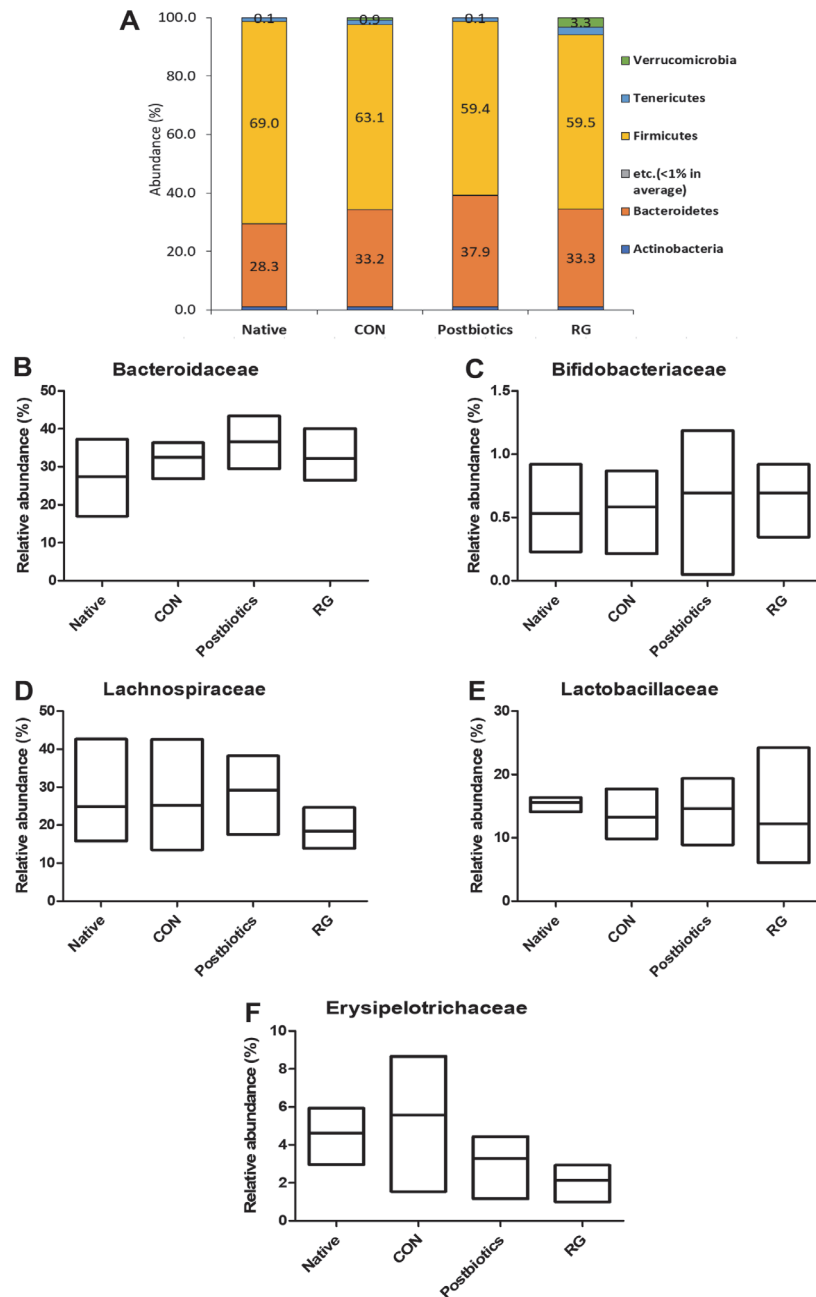 A
Abundance (%)
100.0
80.0
60.0
40.0
20.0
0.0
0.1
0.9
0.1
3.3
69.0
63.1
59.4
59.5
28.3
33.2
37.9
33.3
Native
CON
Postbiotics
RG
Verrucomicrobia
Tenericutes
Firmicutes
etc.(<1% in
average)
Bacteroidetes
Actinobacteria
B
Bacteroidaceae
Relative abundance (%)
50
40
30
20
10
0
Native
CON
Postbiotics
RG
C
Bifidobacteriaceae
Relative abundance (%)
1.5
1.0
0.5
0.0
Native
CON
Postbiotics
RG
D
Lachnospiraceae
Relative abundance (%)
50
40
30
20
10
0
Native
CON
Postbiotics
RG
E
Lactobacillaceae
Relative abundance (%)
30
20
10
0
Native
CON
Postbiotics
RG
F
Erysipelotrichaceae
Relative abundance (%)
10
8
6
4
2
0
Native
CON
Postbiotics
RG